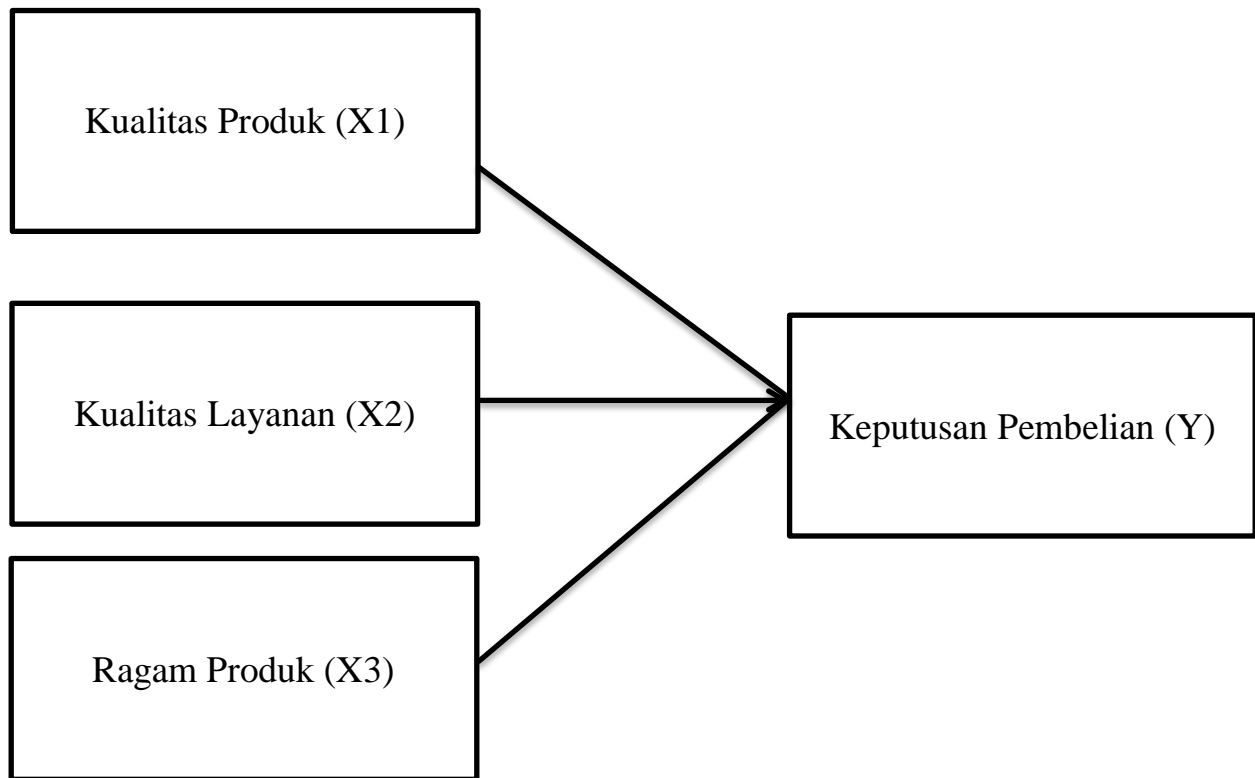 Kualitas Produk (X1)
Kualitas Layanan (X2)
Keputusan Pembelian (Y)
Ragam Produk (X3)